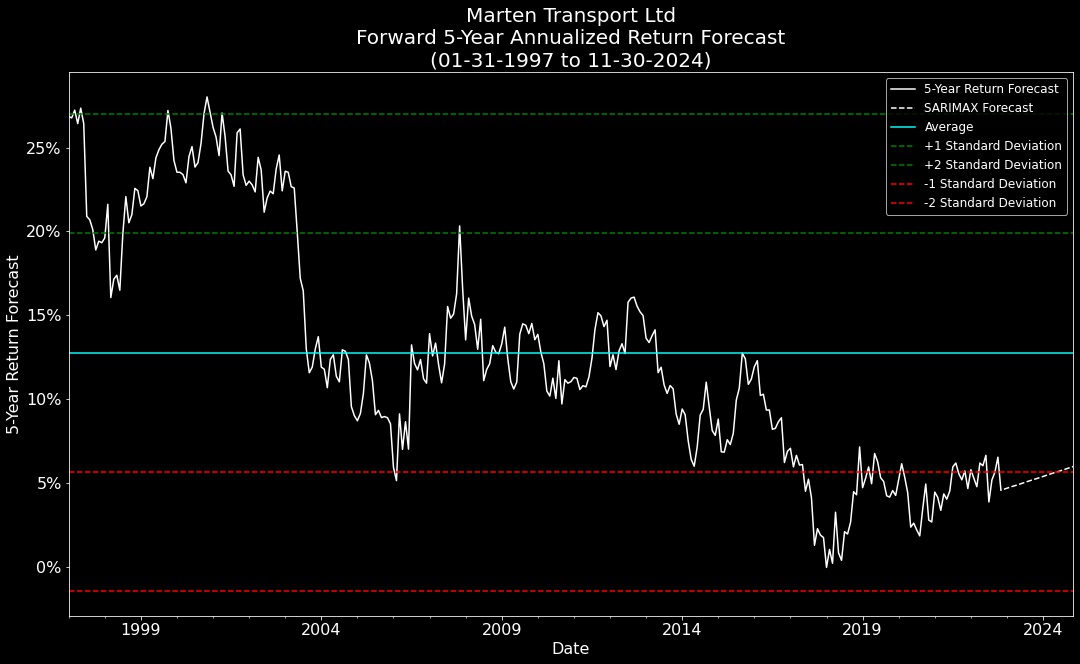 Marten Transport Ltd
Forward 5-Year Annualized Return Forecast
(01-31-1997 to 11-30-2024)
5-Year Return Forecast
SARIMAX Forecast
Average
+1 Standard Deviation
+2 Standard Deviation
-1 Standard Deviation
-2 Standard Deviation
5-Year Return Forecast
25%
20%
15%
10%
5%
0%
1999
2004
2009
2014
2019
2024
Date